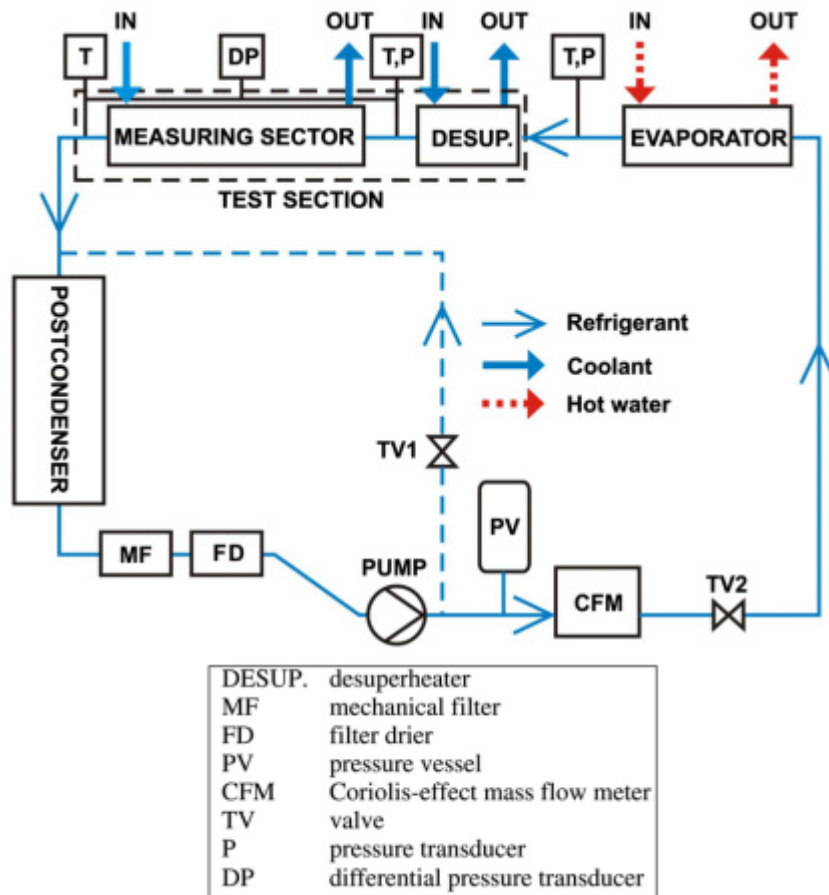 IN OUT IN OUT IN OUT
T DP T,P T,P
MEASURING SECTOR DESUP. EVAPORATOR
TEST SECTION
POSTCONDENSER
Refrigerant
Coolant
Hot water
TV1
PV
MF FD PUMP CFM TV2
DESUP. desuperheater
MF mechanical filter
FD filter drier
PV pressure vessel
CFM Coriolis-effect mass flow meter
TV valve
P pressure transducer
DP differential pressure transducer